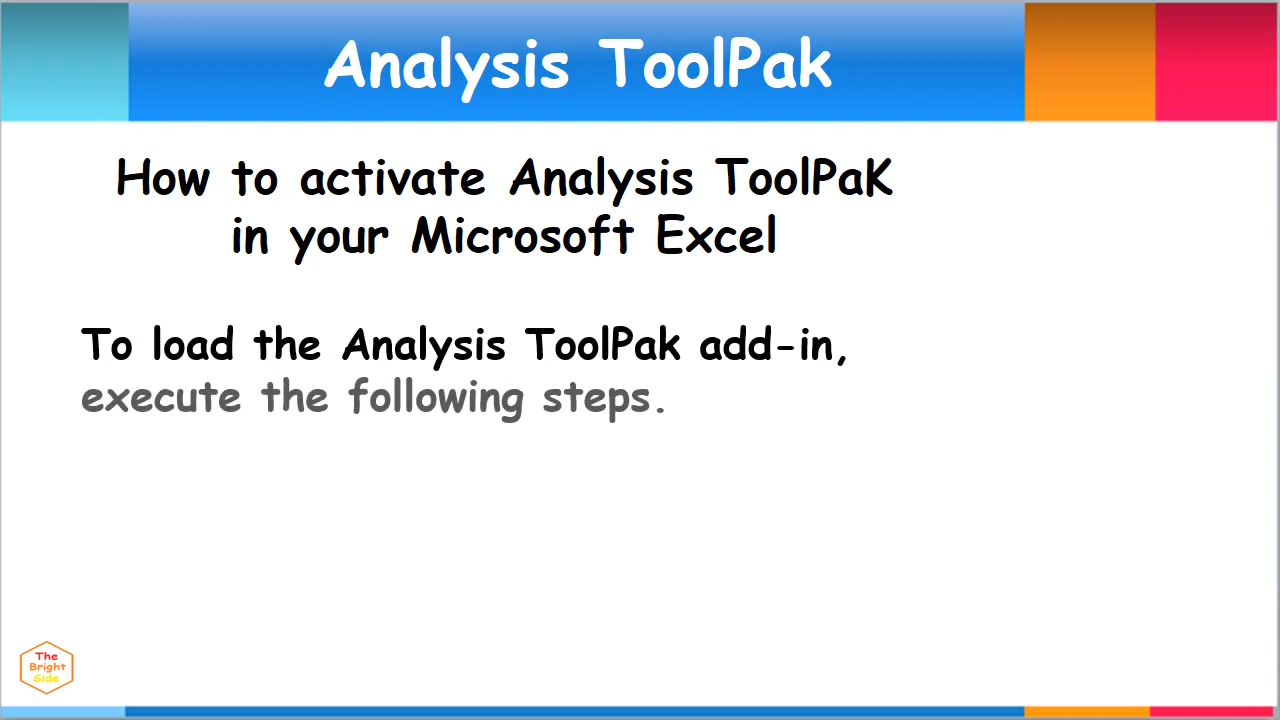 Analysis ToolPak
How to activate Analysis ToolPaK
in your Microsoft Excel
To load the Analysis ToolPak add-in,
execute the following steps.
The
Bright
Side